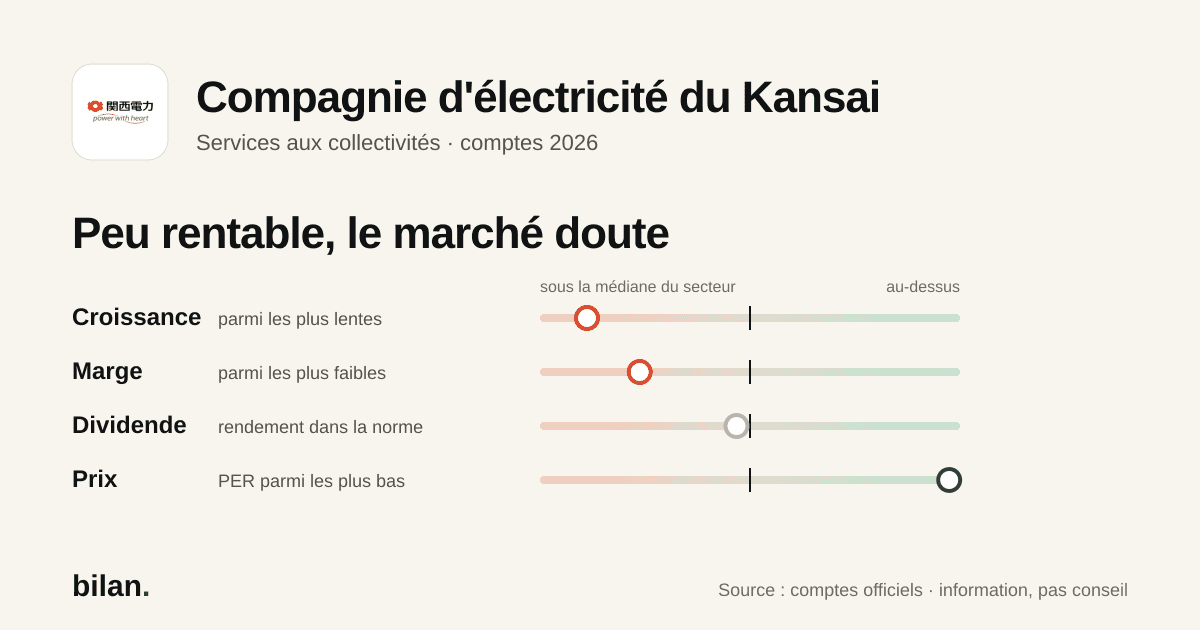 関西電力
power with heart
Compagnie d'électricité du Kansai
Services aux collectivités · comptes 2026
Peu rentable, le marché doute
sous la médiane du secteur au-dessus
Croissance parmi les plus lentes
Marge parmi les plus faibles
Dividende rendement dans la norme
Prix PER parmi les plus bas
bilan.
Source : comptes officiels · information, pas conseil